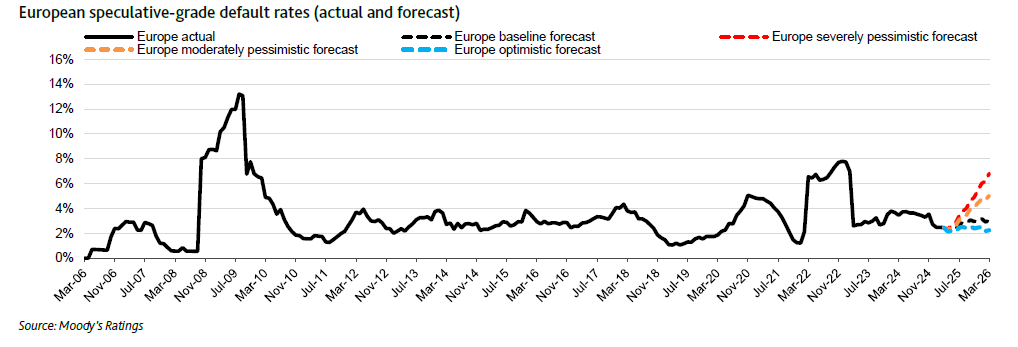 European speculative-grade default rates (actual and forecast)
Europe actual
Europe baseline forecast
Europe severely pessimistic forecast
Europe moderately pessimistic forecast
Europe optimistic forecast
16%
14%
12%
10%
8%
6%
4%
2%
0%
Mar-06 Nov-06 Jul-07 Mar-08 Nov-08 Jul-09 Mar-10 Nov-10 Jul-11 Mar-12 Nov-12 Jul-13 Mar-14 Nov-14 Jul-15 Mar-16 Nov-16 Jul-17 Mar-18 Nov-18 Jul-19 Mar-20 Nov-20 Jul-21 Mar-22 Nov-22 Jul-23 Mar-24 Nov-24 Jul-25 Mar-26
Source: Moody's Ratings